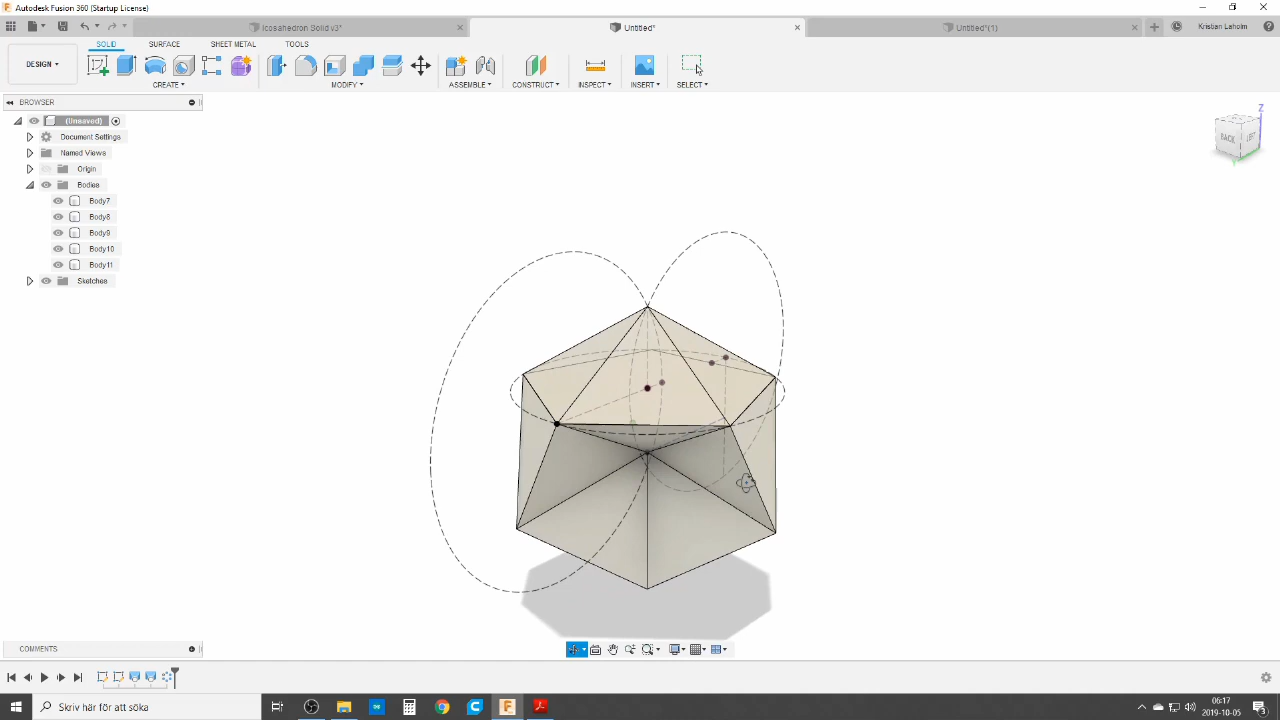 Autodesk Fusion 360 (Startup License)
Icosahedron Solid v3*
Untitled*
Untitled*(1)
Kristian Laholm
SOLID
SURFACE
SHEET METAL
TOOLS
DESIGN
CREATE
MODIFY
ASSEMBLE
CONSTRUCT
INSPECT
INSERT
SELECT
BROWSER
(Unsaved)
Document Settings
Named Views
Origin
Bodies
Body7
Body8
Body9
Body10
Body11
Sketches
Z
BACK
LEFT
COMMENTS
Skriv här för att söka
06:17
2019-10-05